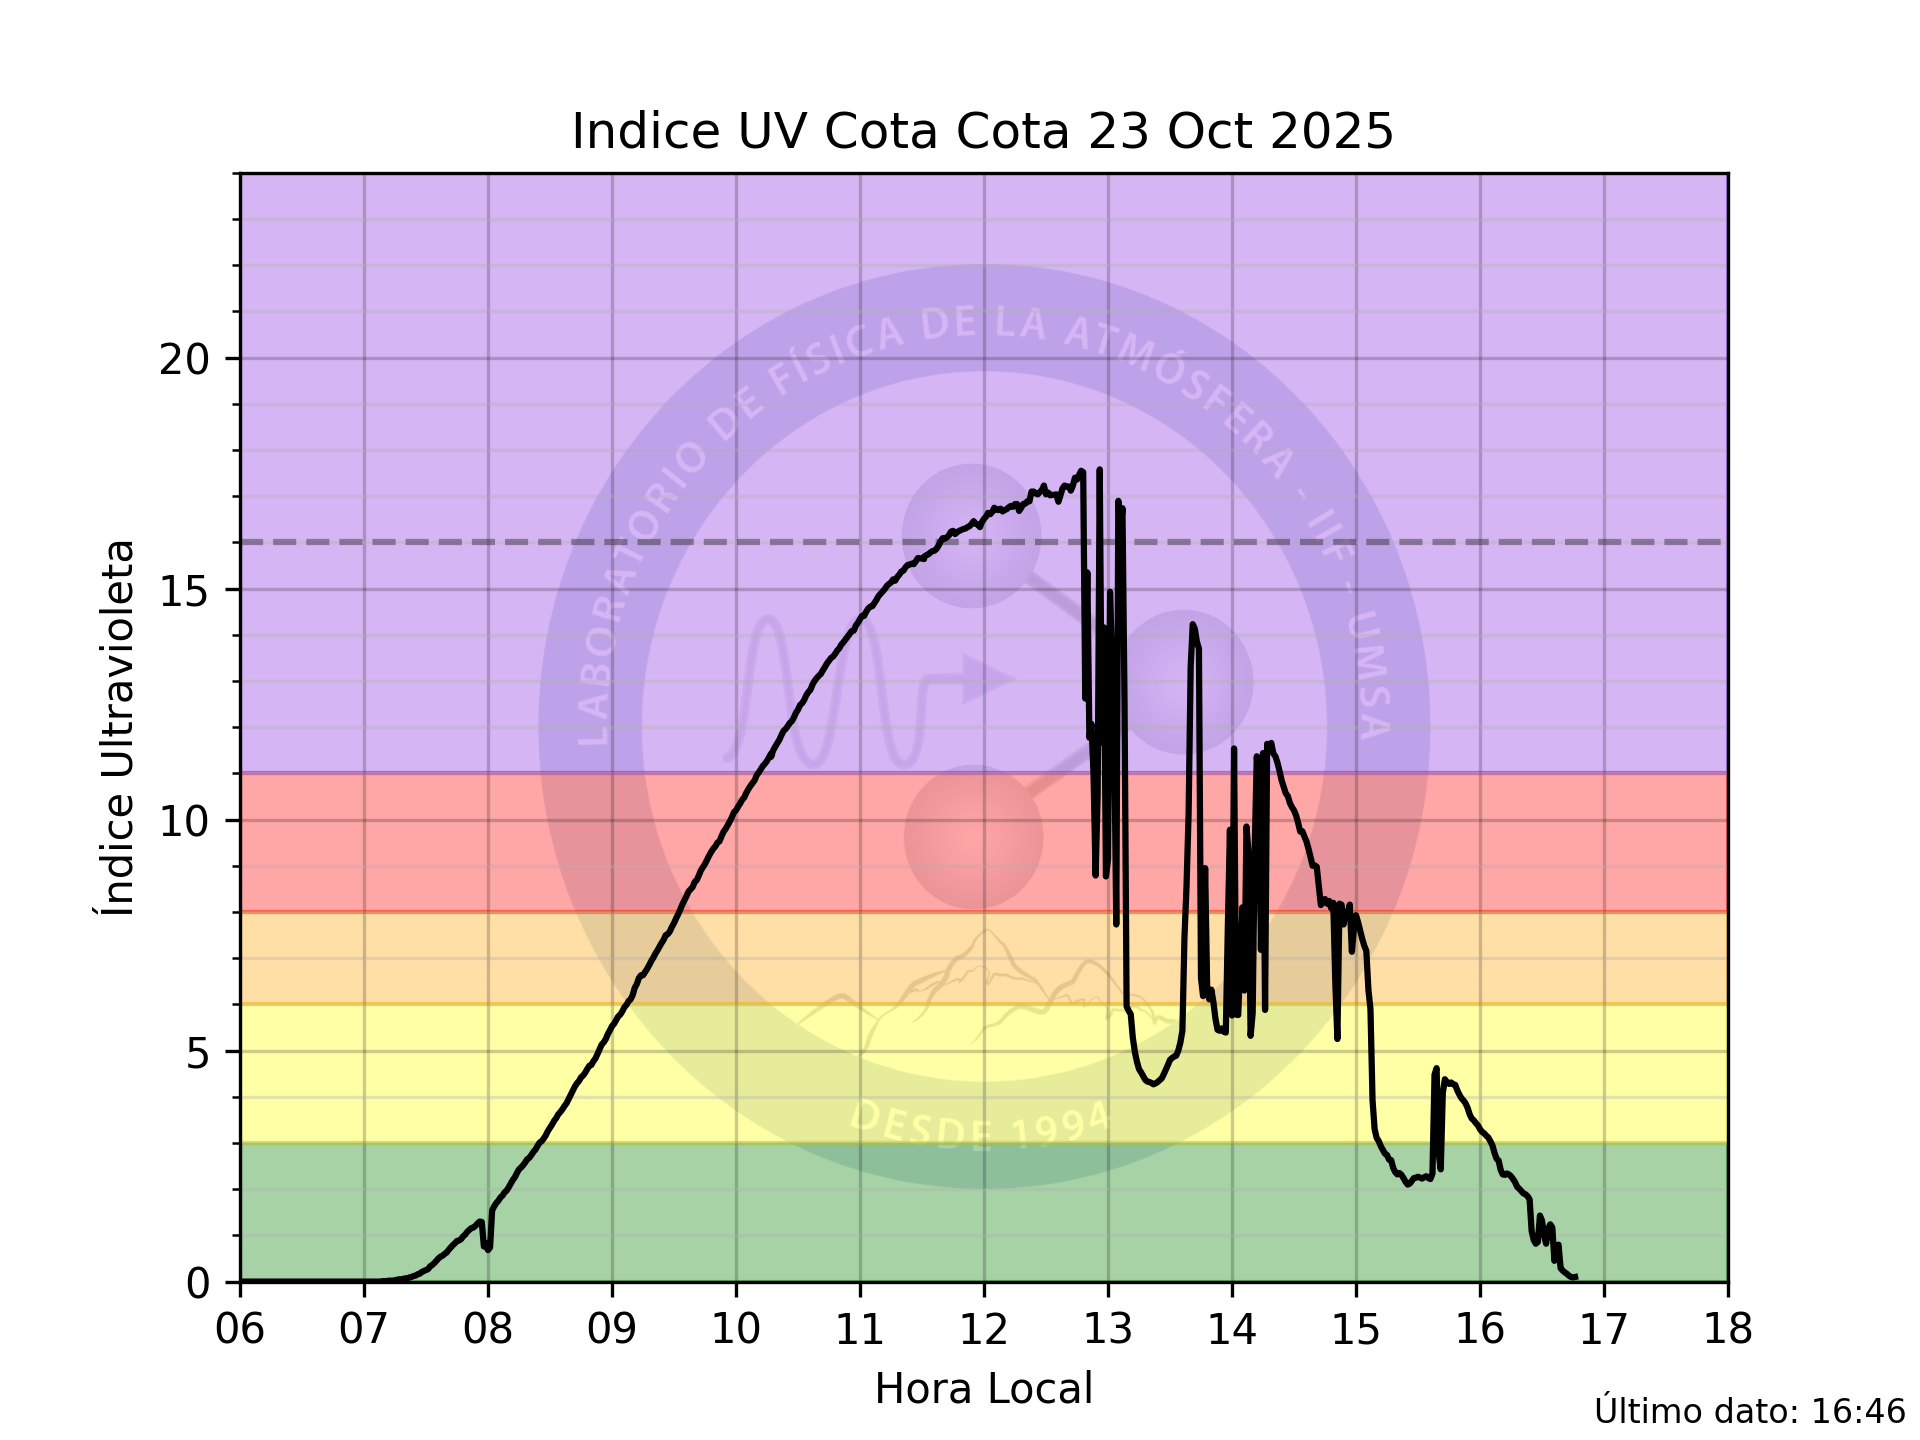 Indice UV Cota Cota 23 Oct 2025
Índice Ultravioleta
20
15
10
5
0
LABORATORIO DE FÍSICA DE LA ATMÓSFERA - IIF - UMSA
DESDE 1994
06 07 08 09 10 11 12 13 14 15 16 17 18
Hora Local
Último dato: 16:46